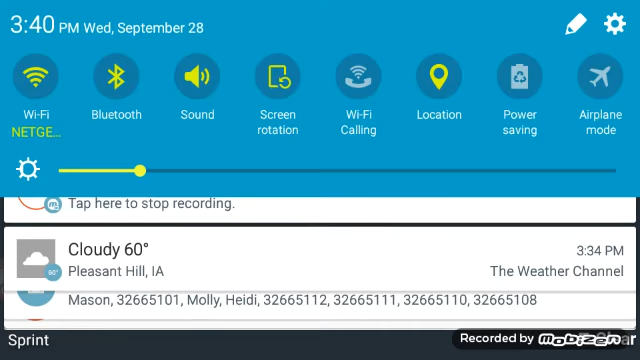 3:40 PM Wed, September 28
Wi-Fi Bluetooth Sound Screen rotation Wi-Fi Calling Location Power saving Airplane mode
NETGE...
Tap here to stop recording.
Cloudy 60° 3:34 PM
60°
Pleasant Hill, IA The Weather Channel
Mason, 32665101, Molly, Heidi, 32665112, 32665111, 32665110, 32665108
Sprint
Recorded by MOBIZEN